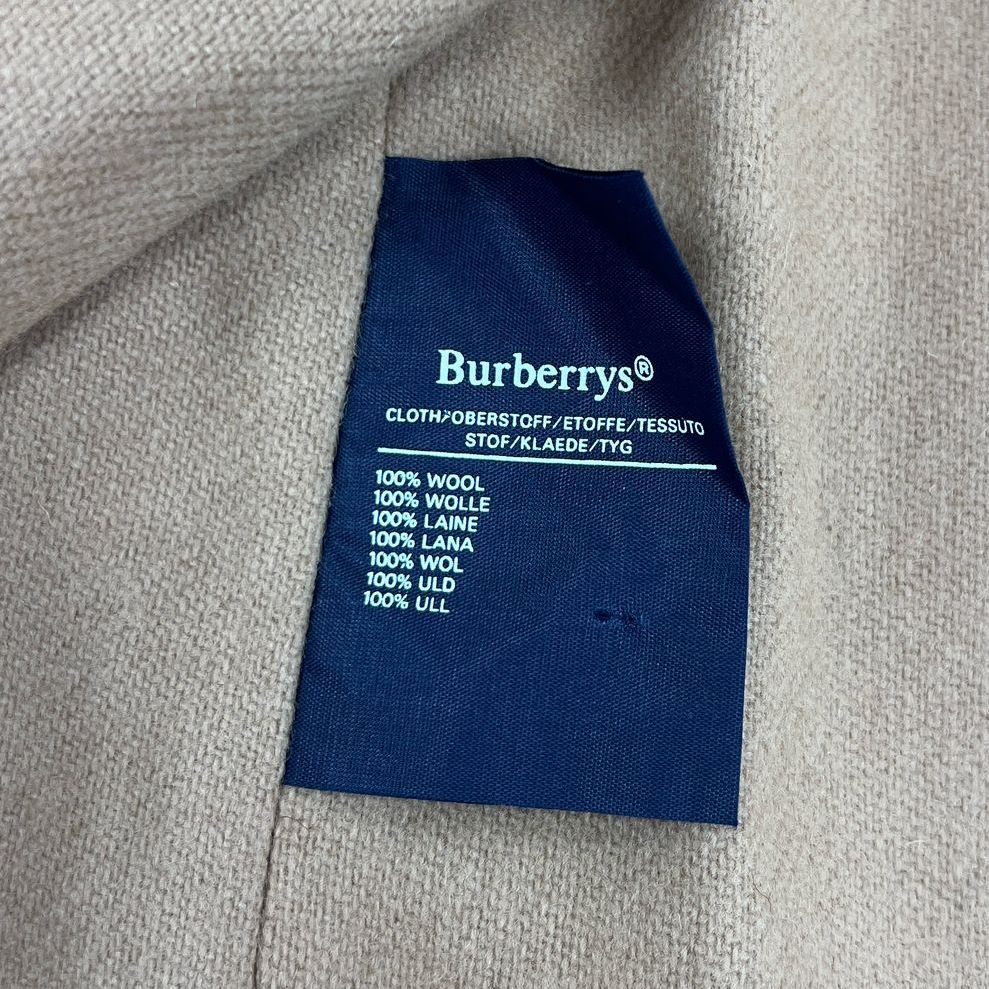 Burberrys®
CLOTH/OBERSTOFF/ETOFFE/TESSUTO
STOF/KLAEDE/TYG
100% WOOL
100% WOLLE
100% LAINE
100% LANA
100% WOL
100% ULD
100% ULL